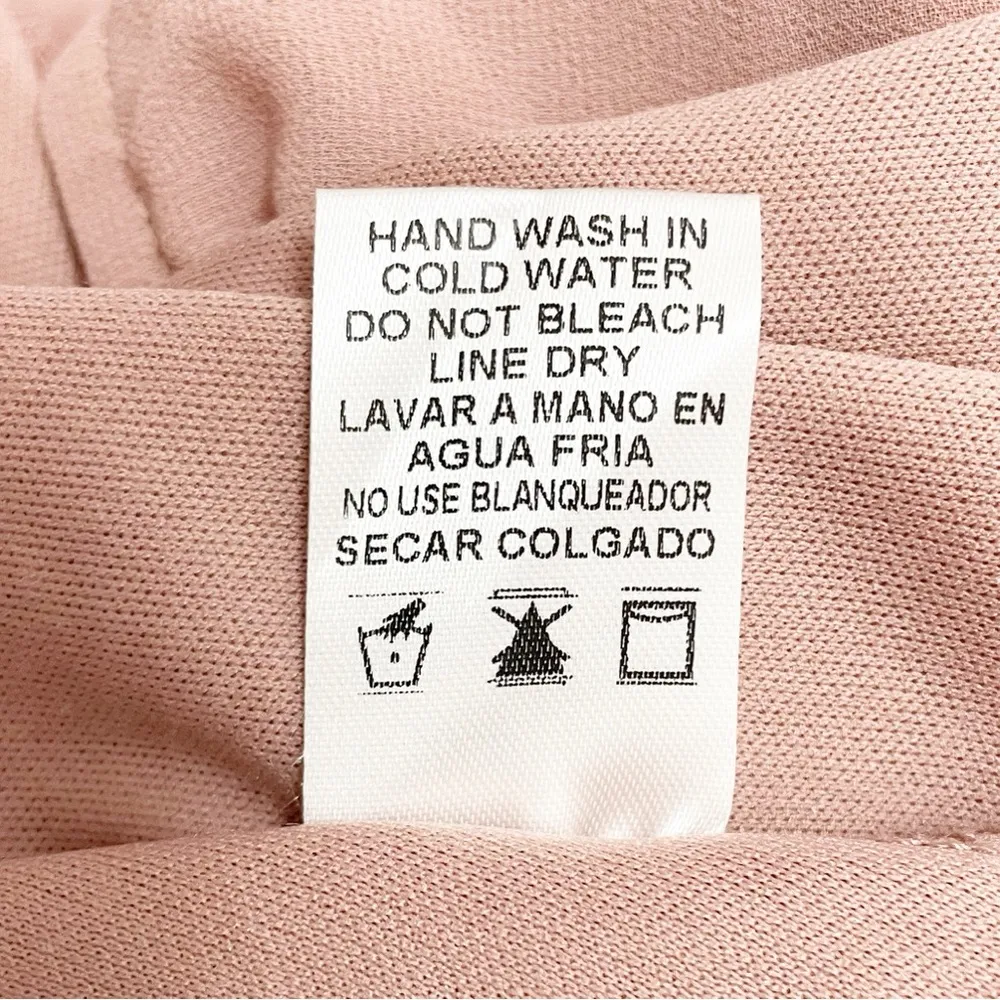 HAND WASH IN
COLD WATER
DO NOT BLEACH
LINE DRY
LAVAR A MANO EN
AGUA FRIA
NO USE BLANQUEADOR
SECAR COLGADO